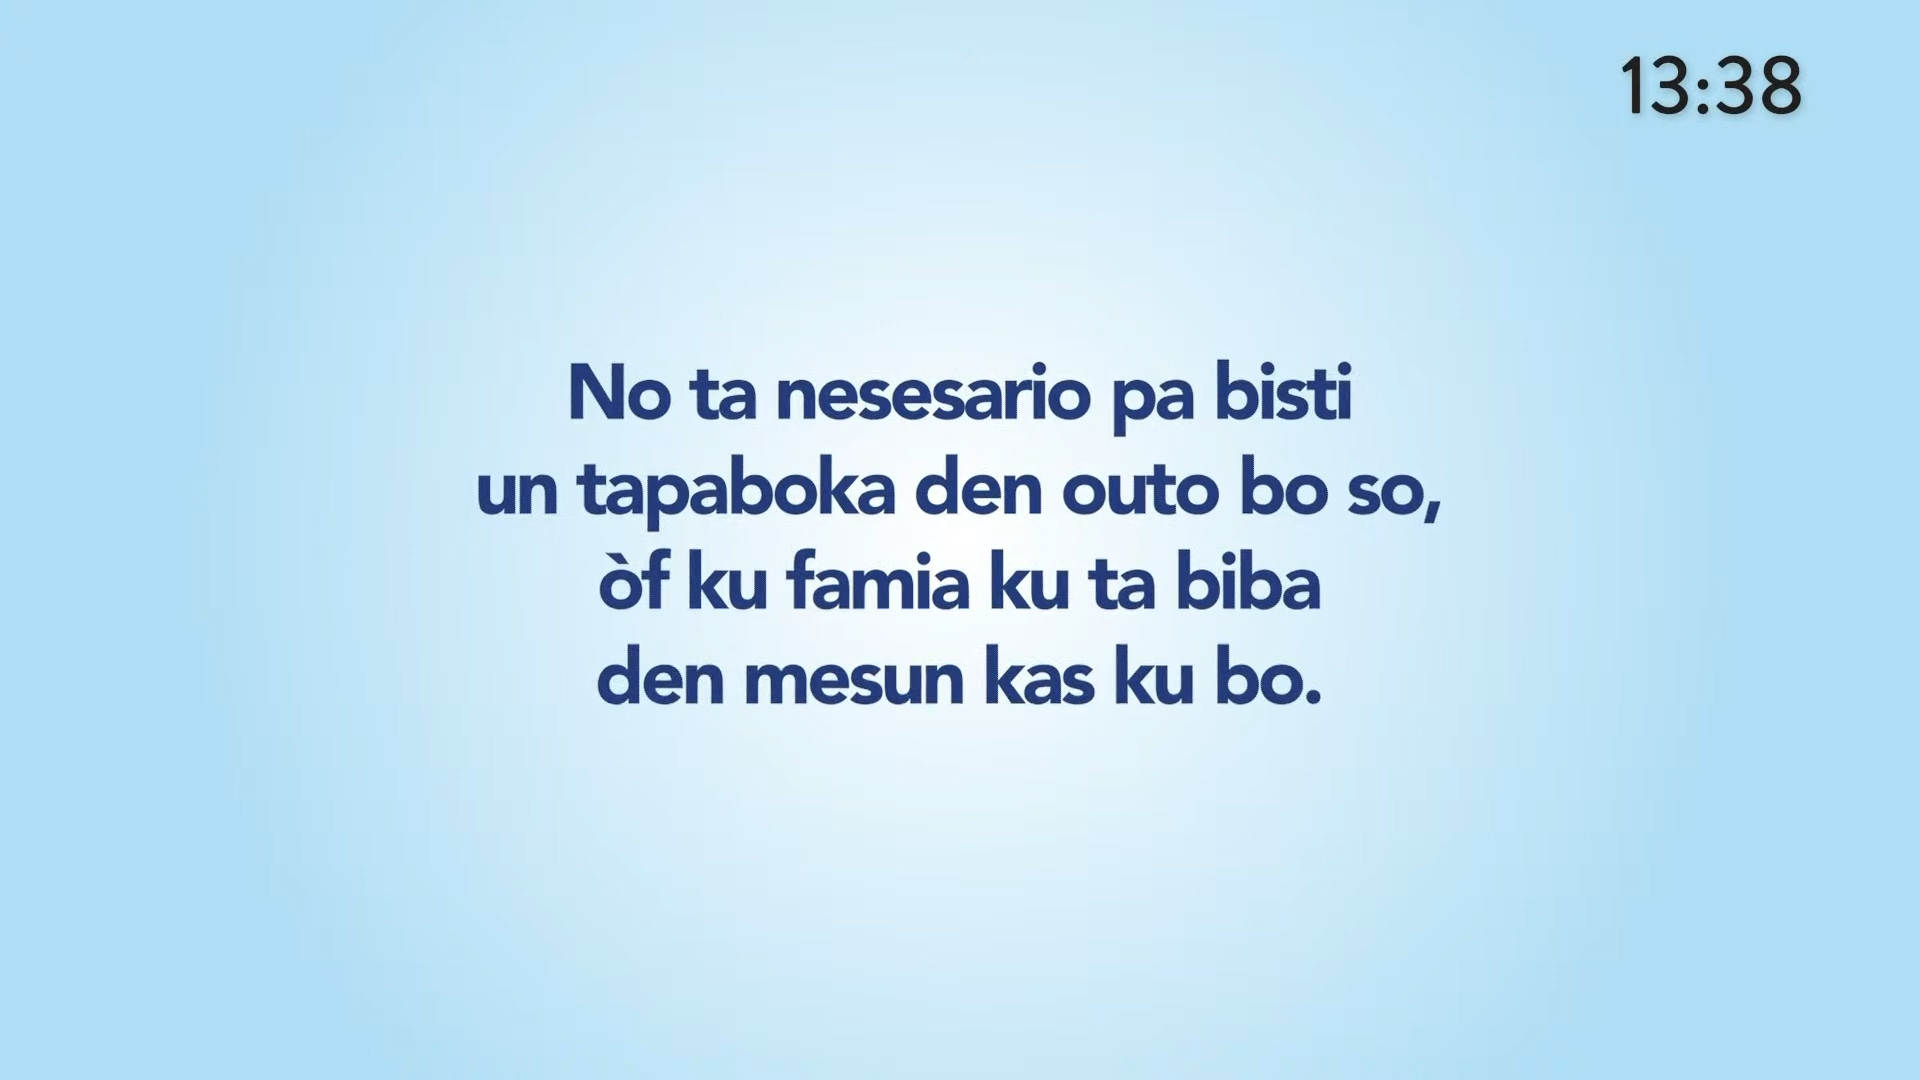 13:38
No ta nesesario pa bisti
un tapaboka den outo bo so,
òf ku famia ku ta biba
den mesun kas ku bo.